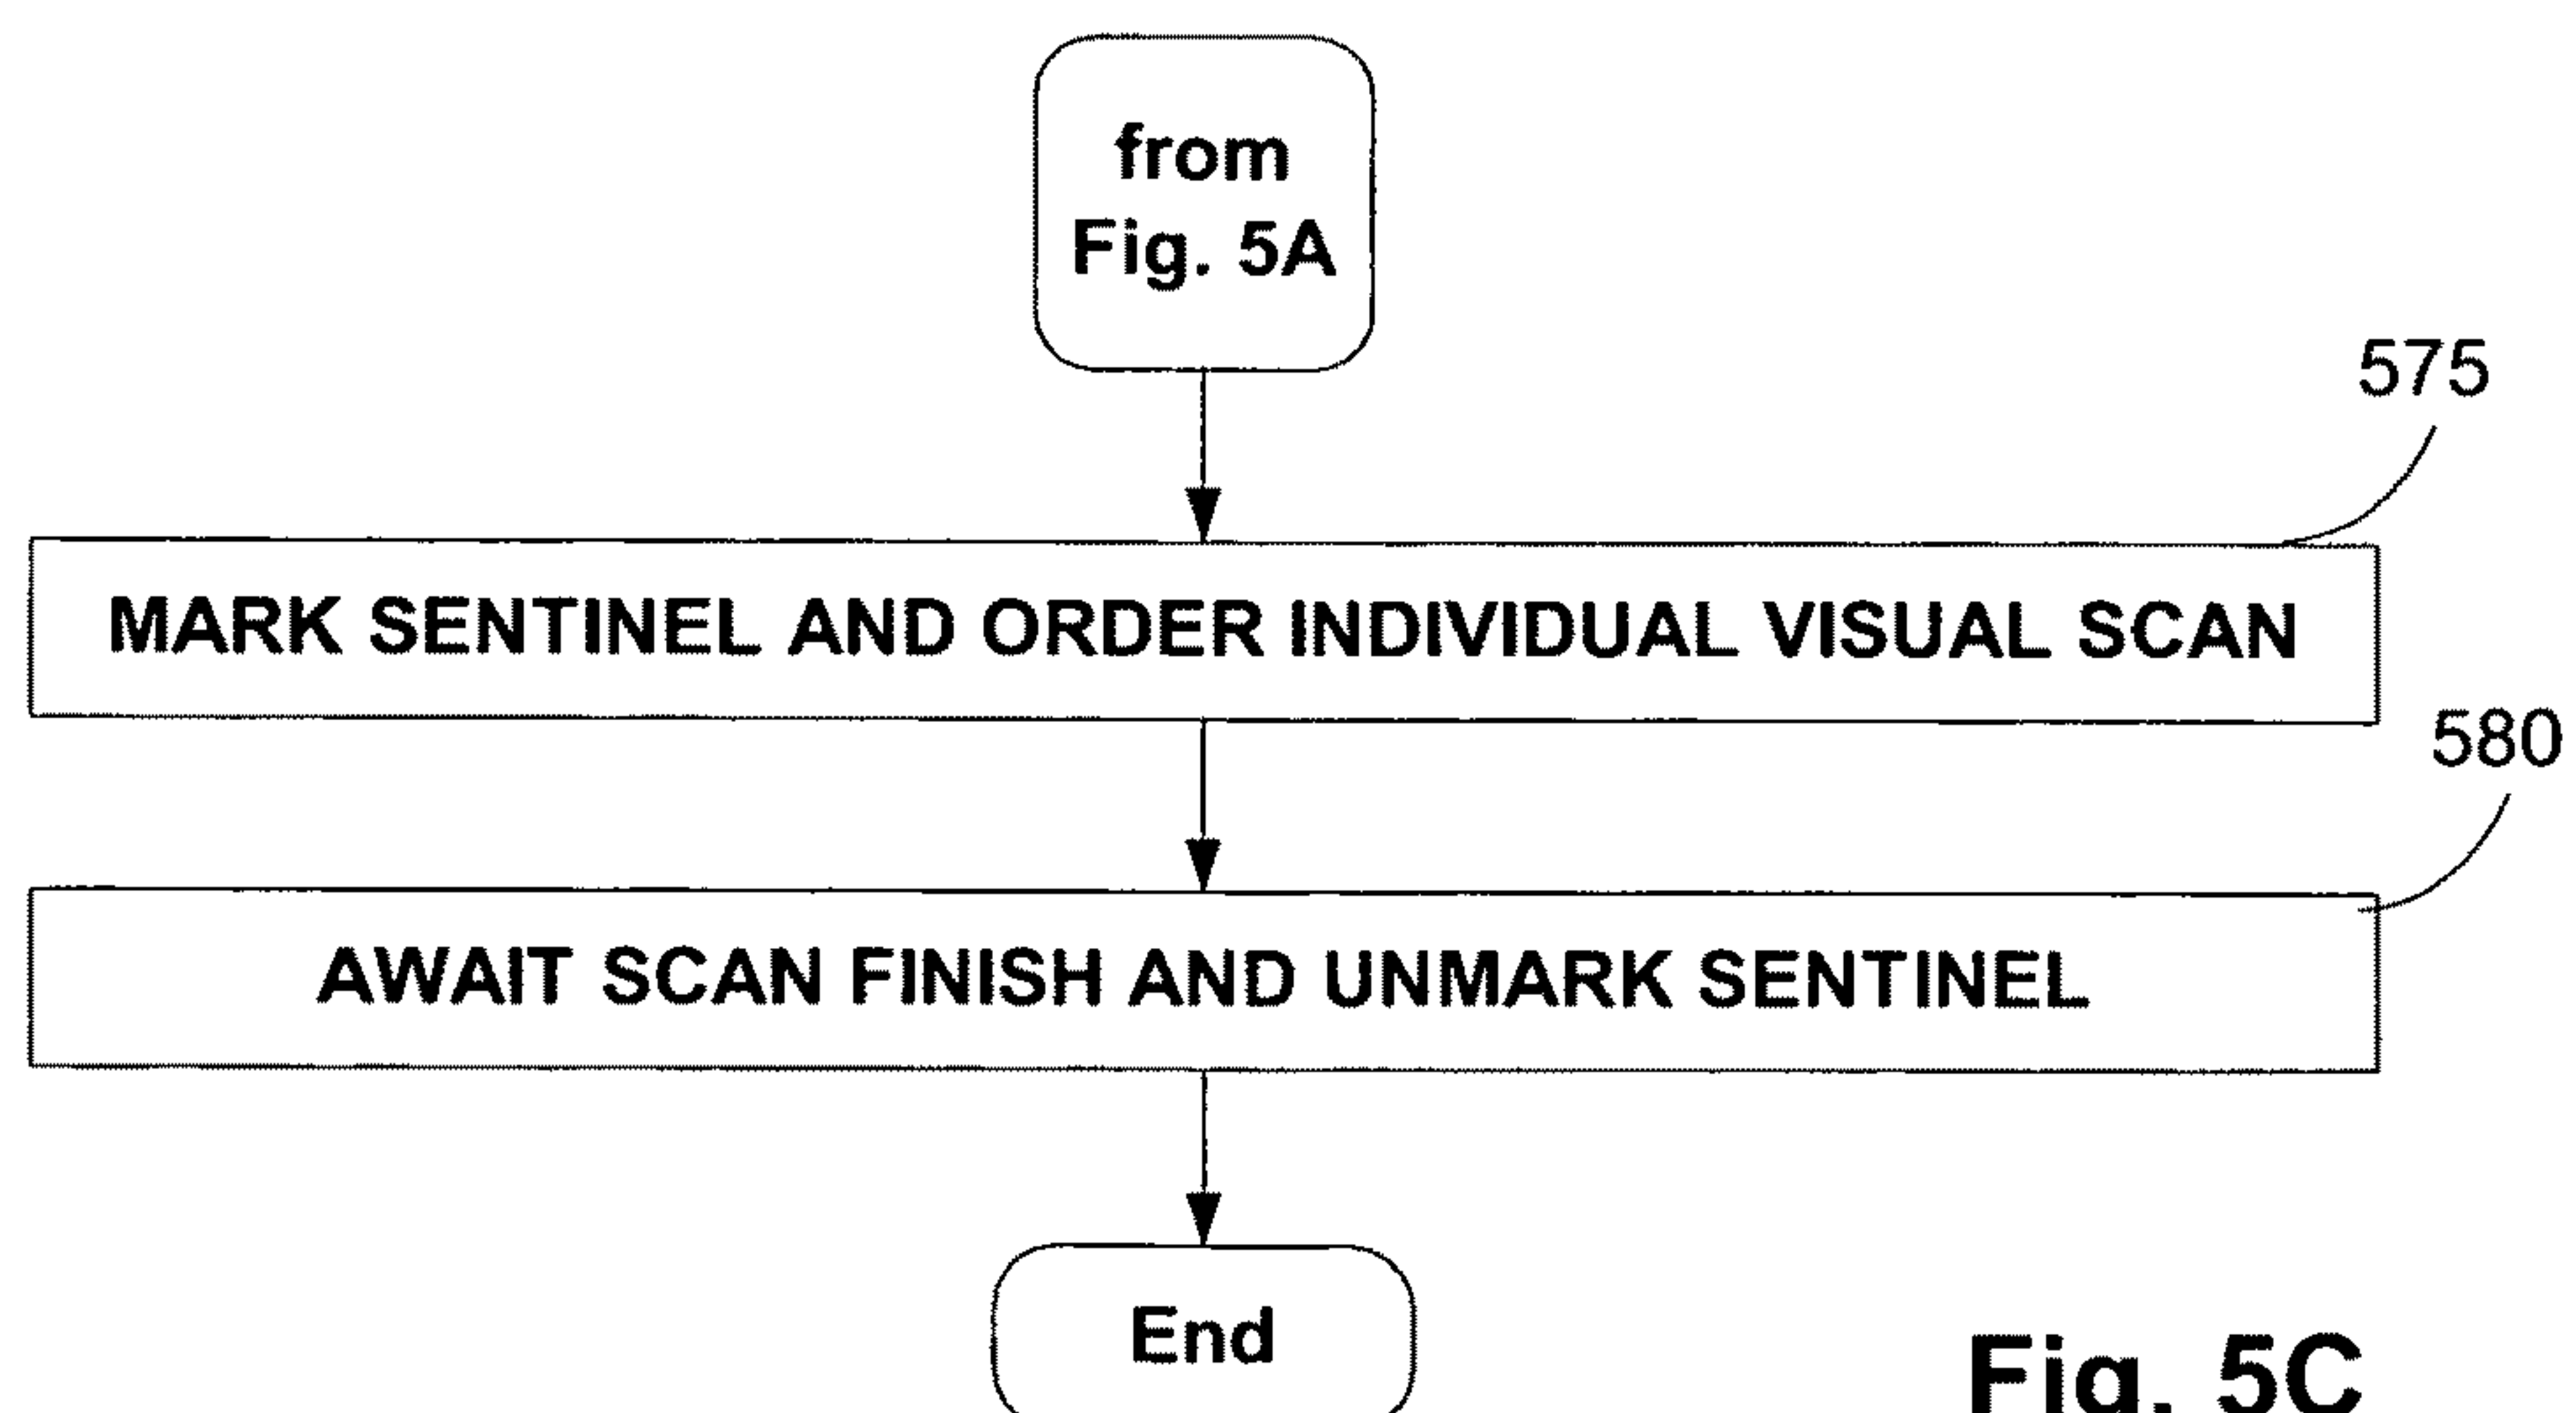 from
Fig. 5A
575
MARK SENTINEL AND ORDER INDIVIDUAL VISUAL SCAN
580
AWAIT SCAN FINISH AND UNMARK SENTINEL
End
Fig. 5C